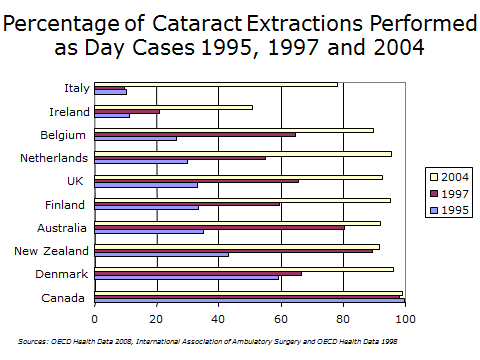 Percentage of Cataract Extractions Performed
as Day Cases 1995, 1997 and 2004
Italy
Ireland
Belgium
Netherlands
UK
Finland
Australia
New Zealand
Denmark
Canada
0 20 40 60 80 100
2004
1997
1995
Sources: OECD Health Data 2008, International Association of Ambulatory Surgery and OECD Health Data 1998